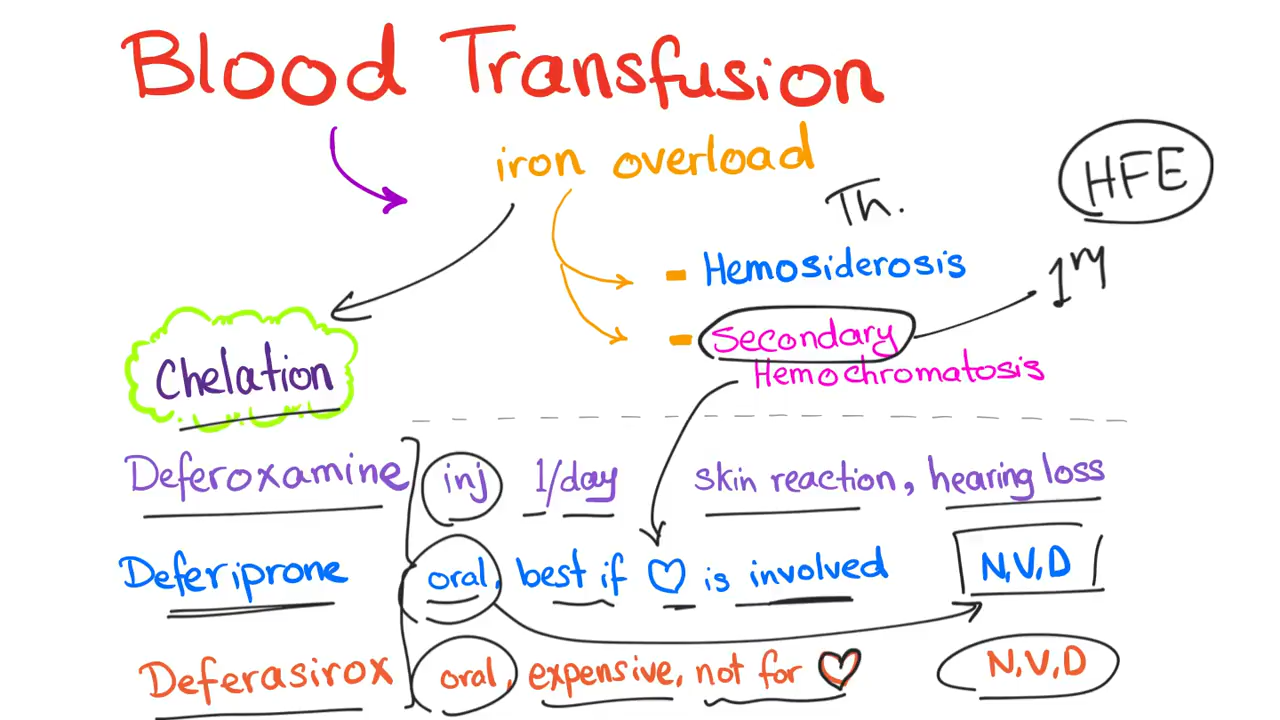 Blood Transfusion
iron overload
HFE
Th.
- Hemosiderosis
1ry
- Secondary
Hemochromatosis
Chelation
Deferoxamine inj 1/day skin reaction, hearing loss
Deferiprone oral, best if ♡ is involved N,V,D
Deferasirox oral, expensive, not for ♡ N,V,D